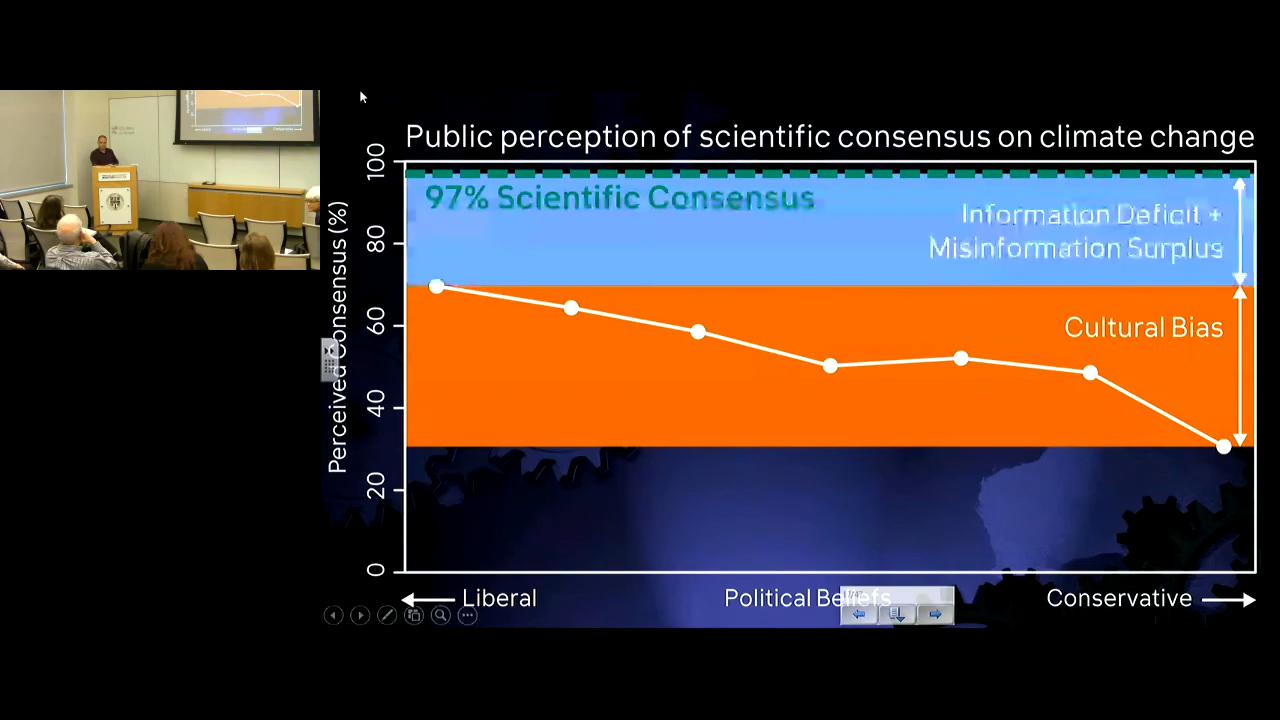 Public perception of scientific consensus on climate change
100
80
60
40
20
0
Perceived Consensus (%)
97% Scientific Consensus
Information Deficit +
Misinformation Surplus
Cultural Bias
Liberal
Political Beliefs
Conservative